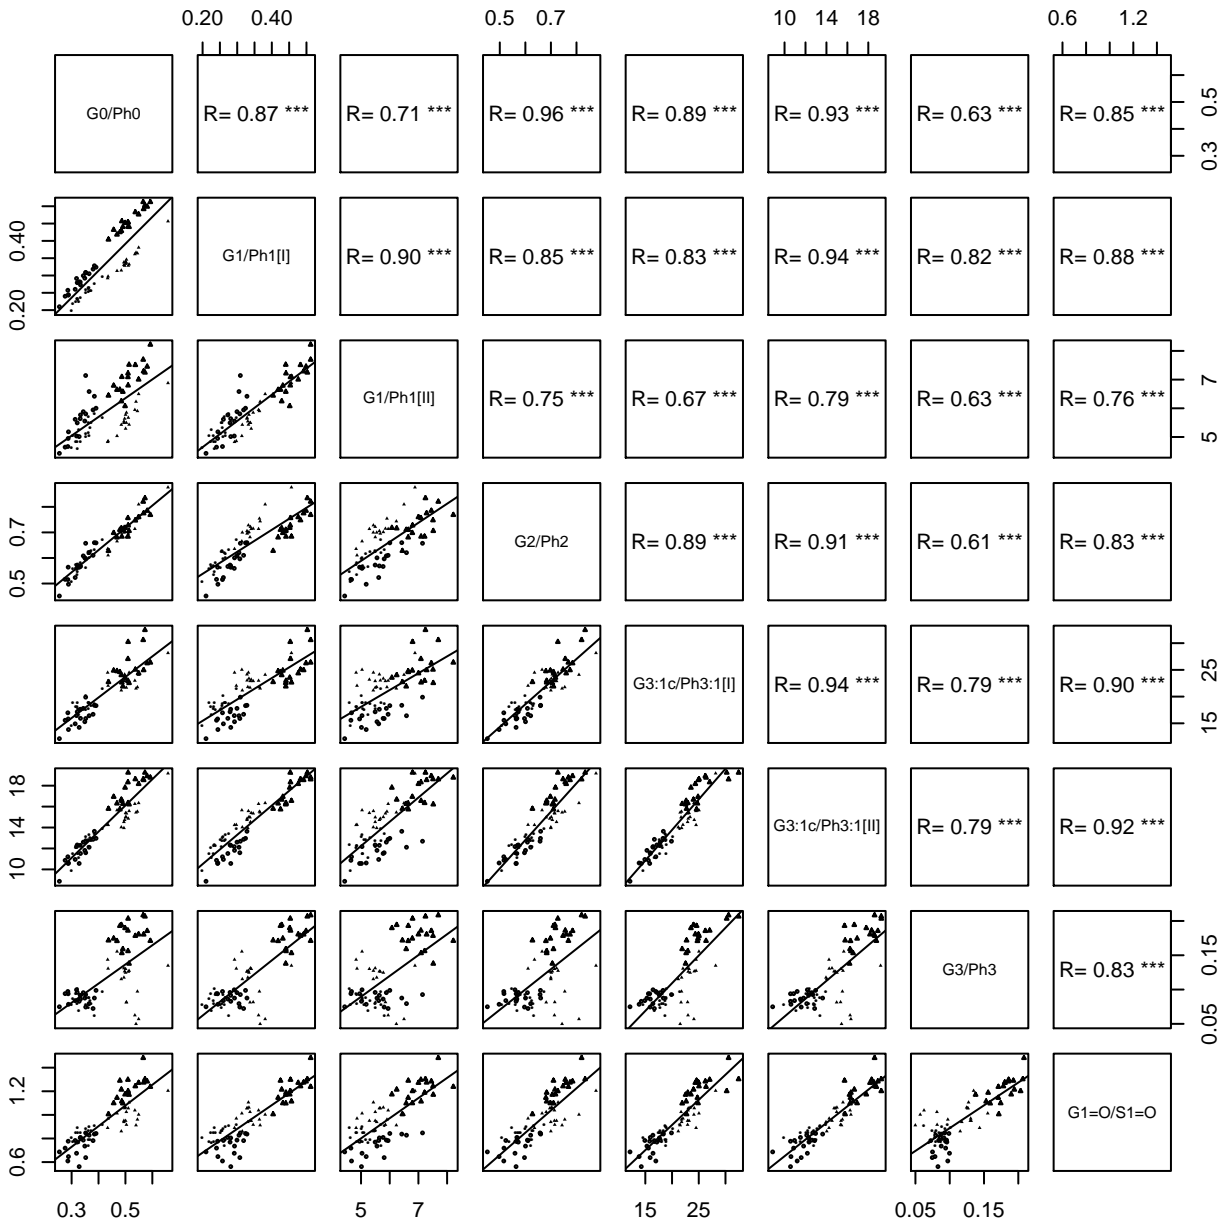 0.20 0.40 0.5 0.7 10 14 18 0.6 1.2
G0/Ph0 R= 0.87 *** R= 0.71 *** R= 0.96 *** R= 0.89 *** R= 0.93 *** R= 0.63 *** R= 0.85 *** 0.3 0.5
0.20 0.40 G1/Ph1[I] R= 0.90 *** R= 0.85 *** R= 0.83 *** R= 0.94 *** R= 0.82 *** R= 0.88 ***
G1/Ph1[II] R= 0.75 *** R= 0.67 *** R= 0.79 *** R= 0.63 *** R= 0.76 *** 5 7
0.5 0.7 G2/Ph2 R= 0.89 *** R= 0.91 *** R= 0.61 *** R= 0.83 ***
G3:1c/Ph3:1[I] R= 0.94 *** R= 0.79 *** R= 0.90 *** 15 25
10 14 18 G3:1c/Ph3:1[II] R= 0.79 *** R= 0.92 ***
G3/Ph3 R= 0.83 *** 0.05 0.15
0.6 1.2 G1=O/S1=O
0.3 0.5 5 7 15 25 0.05 0.15